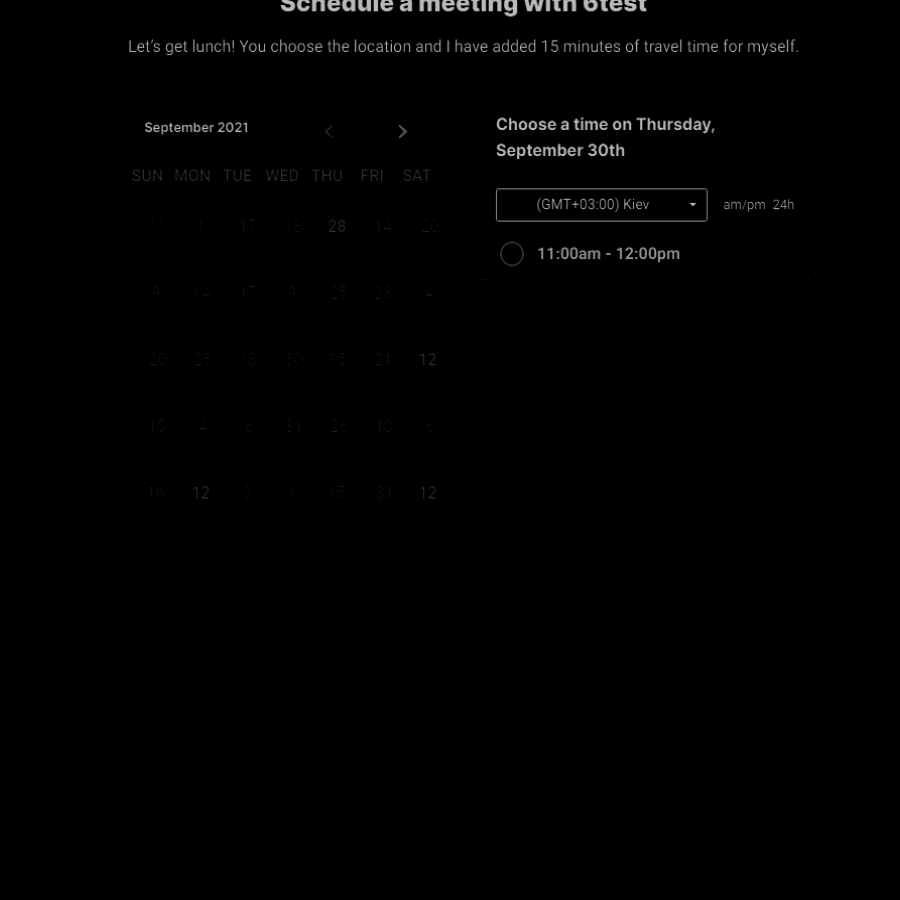 Schedule a meeting with 6test
Let's get lunch! You choose the location and I have added 15 minutes of travel time for myself.
September 2021
SUN MON TUE WED THU FRI SAT
17 18 28 14 20
9 14 17 9 25 23 4
20 25 18 30 15 21 12
10 4 6 31 26 10 6
16 12 3 1 15 31 12
Choose a time on Thursday,
September 30th
(GMT+03:00) Kiev
am/pm 24h
11:00am - 12:00pm